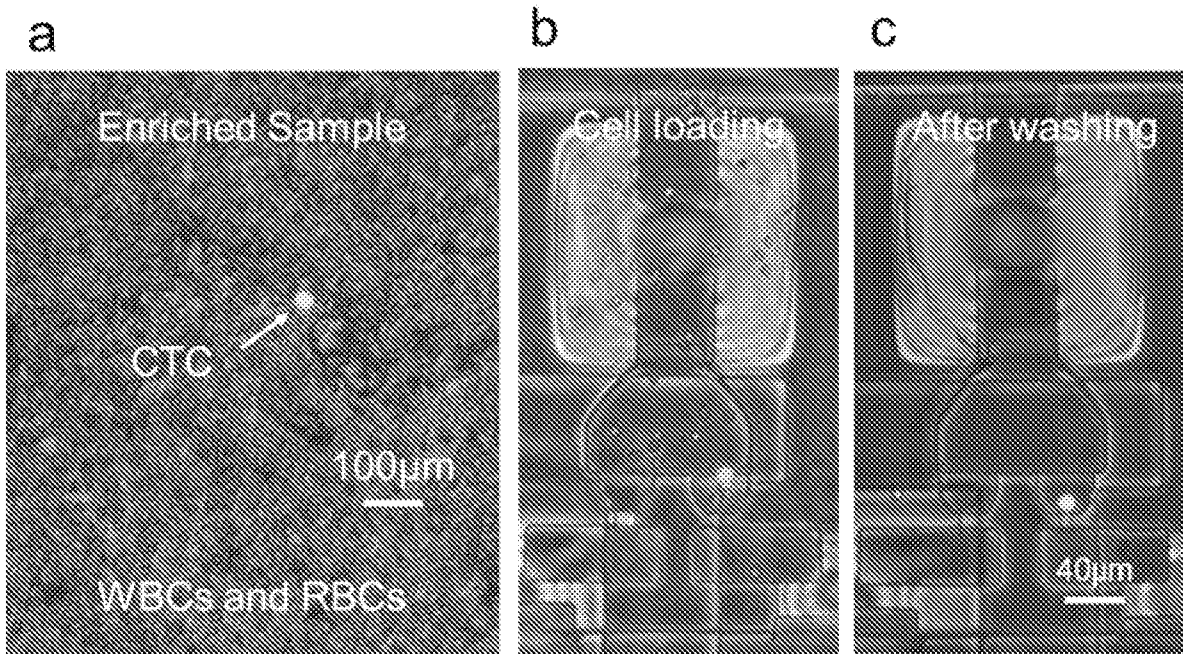 a
b
c
Enriched Sample
Cell loading
After washing
CTC
100µm
40µm
WBCs and RBCs